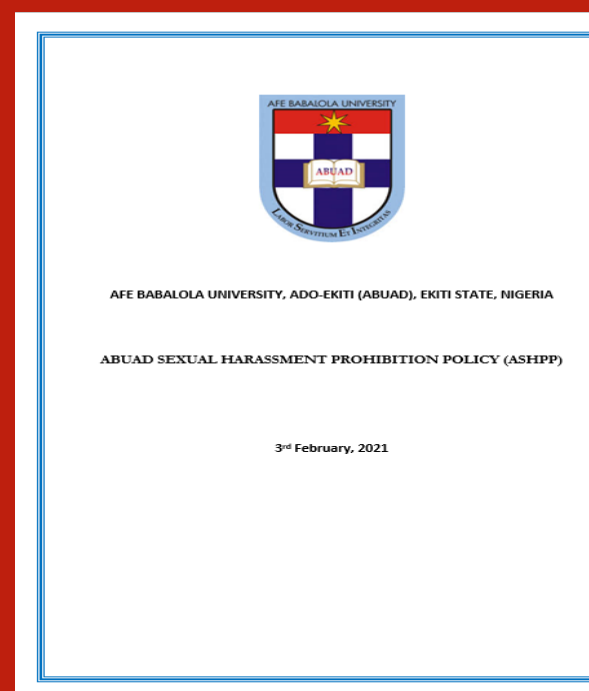 AFE BABALOLA UNIVERSITY
ABUAD
LABOR SERVITIUM ET INTEGRITAS
AFE BABALOLA UNIVERSITY, ADO-EKITI (ABUAD), EKITI STATE, NIGERIA
ABUAD SEXUAL HARASSMENT PROHIBITION POLICY (ASHPP)
3rd February, 2021